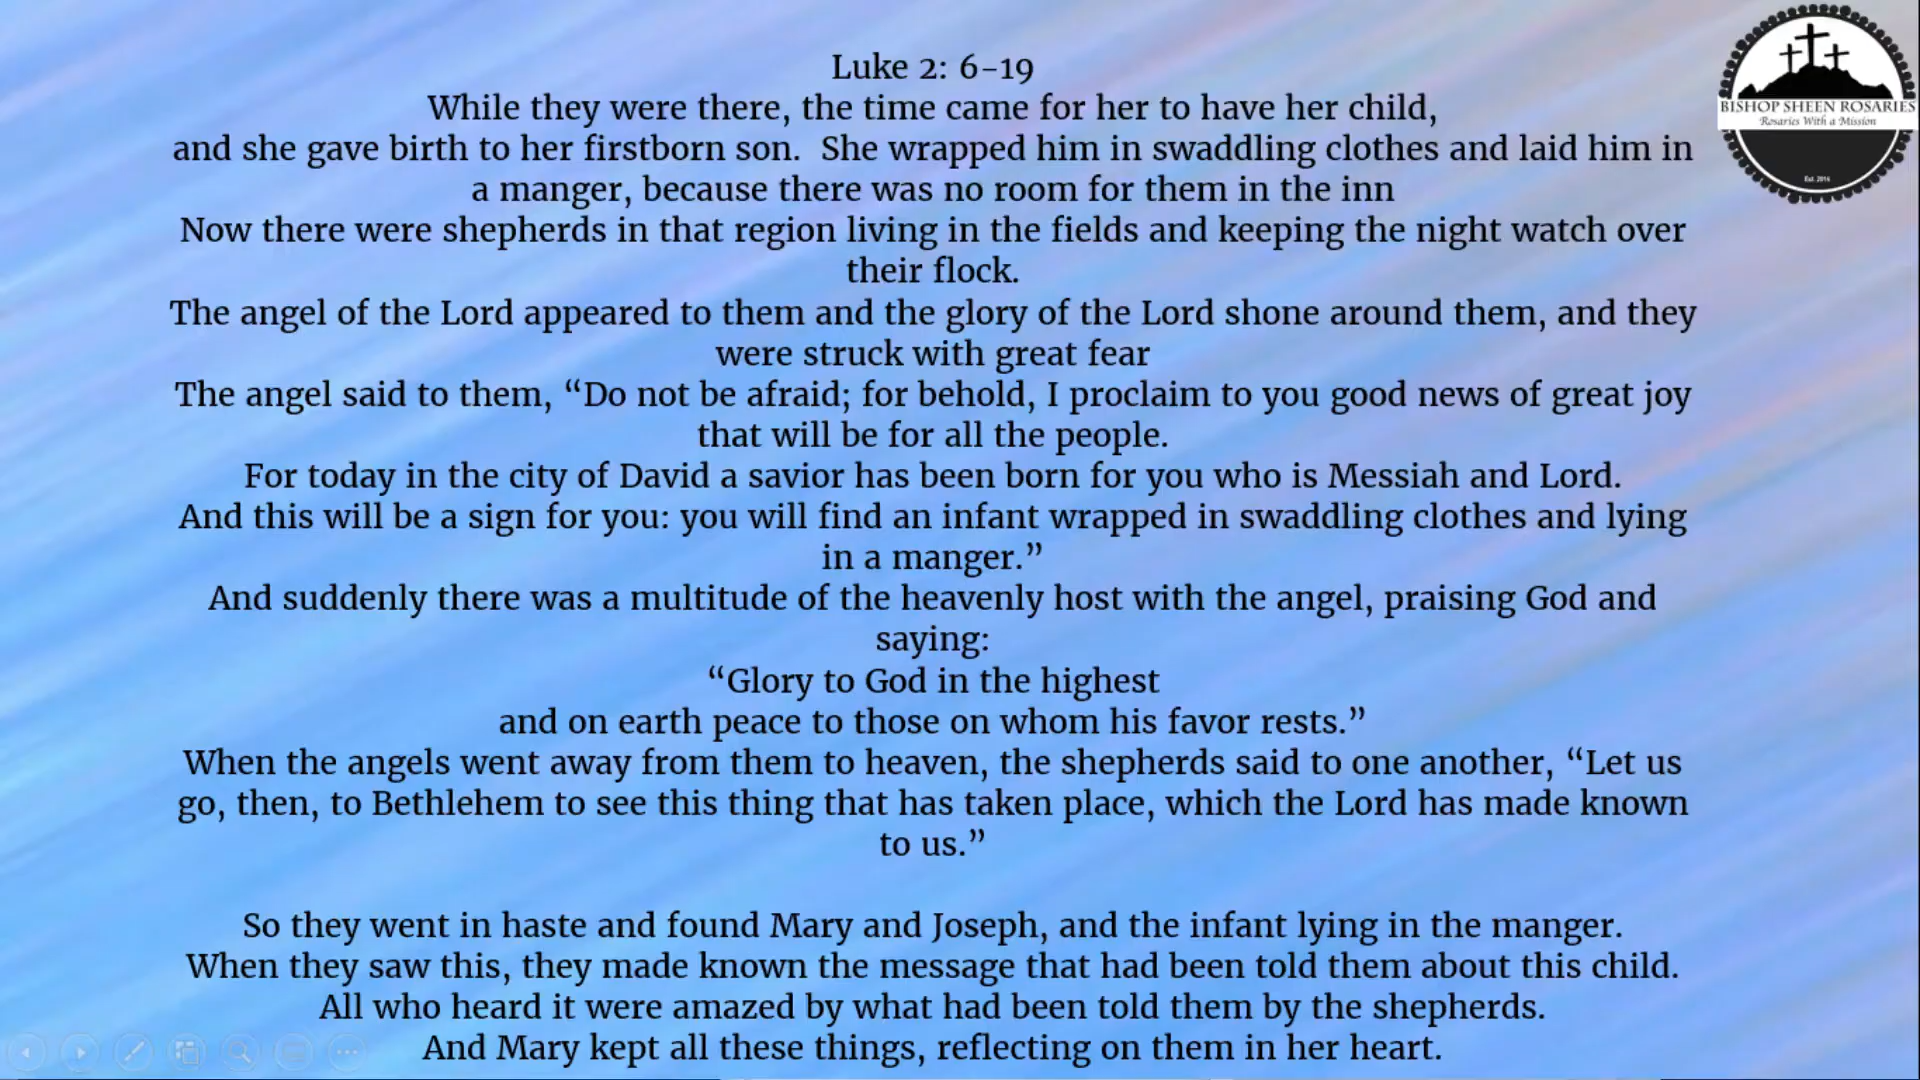 Luke 2: 6-19
While they were there, the time came for her to have her child,
and she gave birth to her firstborn son.  She wrapped him in swaddling clothes and laid him in
a manger, because there was no room for them in the inn
Now there were shepherds in that region living in the fields and keeping the night watch over
their flock.
The angel of the Lord appeared to them and the glory of the Lord shone around them, and they
were struck with great fear
The angel said to them, “Do not be afraid; for behold, I proclaim to you good news of great joy
that will be for all the people.
For today in the city of David a savior has been born for you who is Messiah and Lord.
And this will be a sign for you: you will find an infant wrapped in swaddling clothes and lying
in a manger.”
And suddenly there was a multitude of the heavenly host with the angel, praising God and
saying:
“Glory to God in the highest
and on earth peace to those on whom his favor rests.”
When the angels went away from them to heaven, the shepherds said to one another, “Let us
go, then, to Bethlehem to see this thing that has taken place, which the Lord has made known
to us.”
So they went in haste and found Mary and Joseph, and the infant lying in the manger.
When they saw this, they made known the message that had been told them about this child.
All who heard it were amazed by what had been told them by the shepherds.
And Mary kept all these things, reflecting on them in her heart.
BISHOP SHEEN ROSARIES
Rosaries With a Mission
Est. 2016